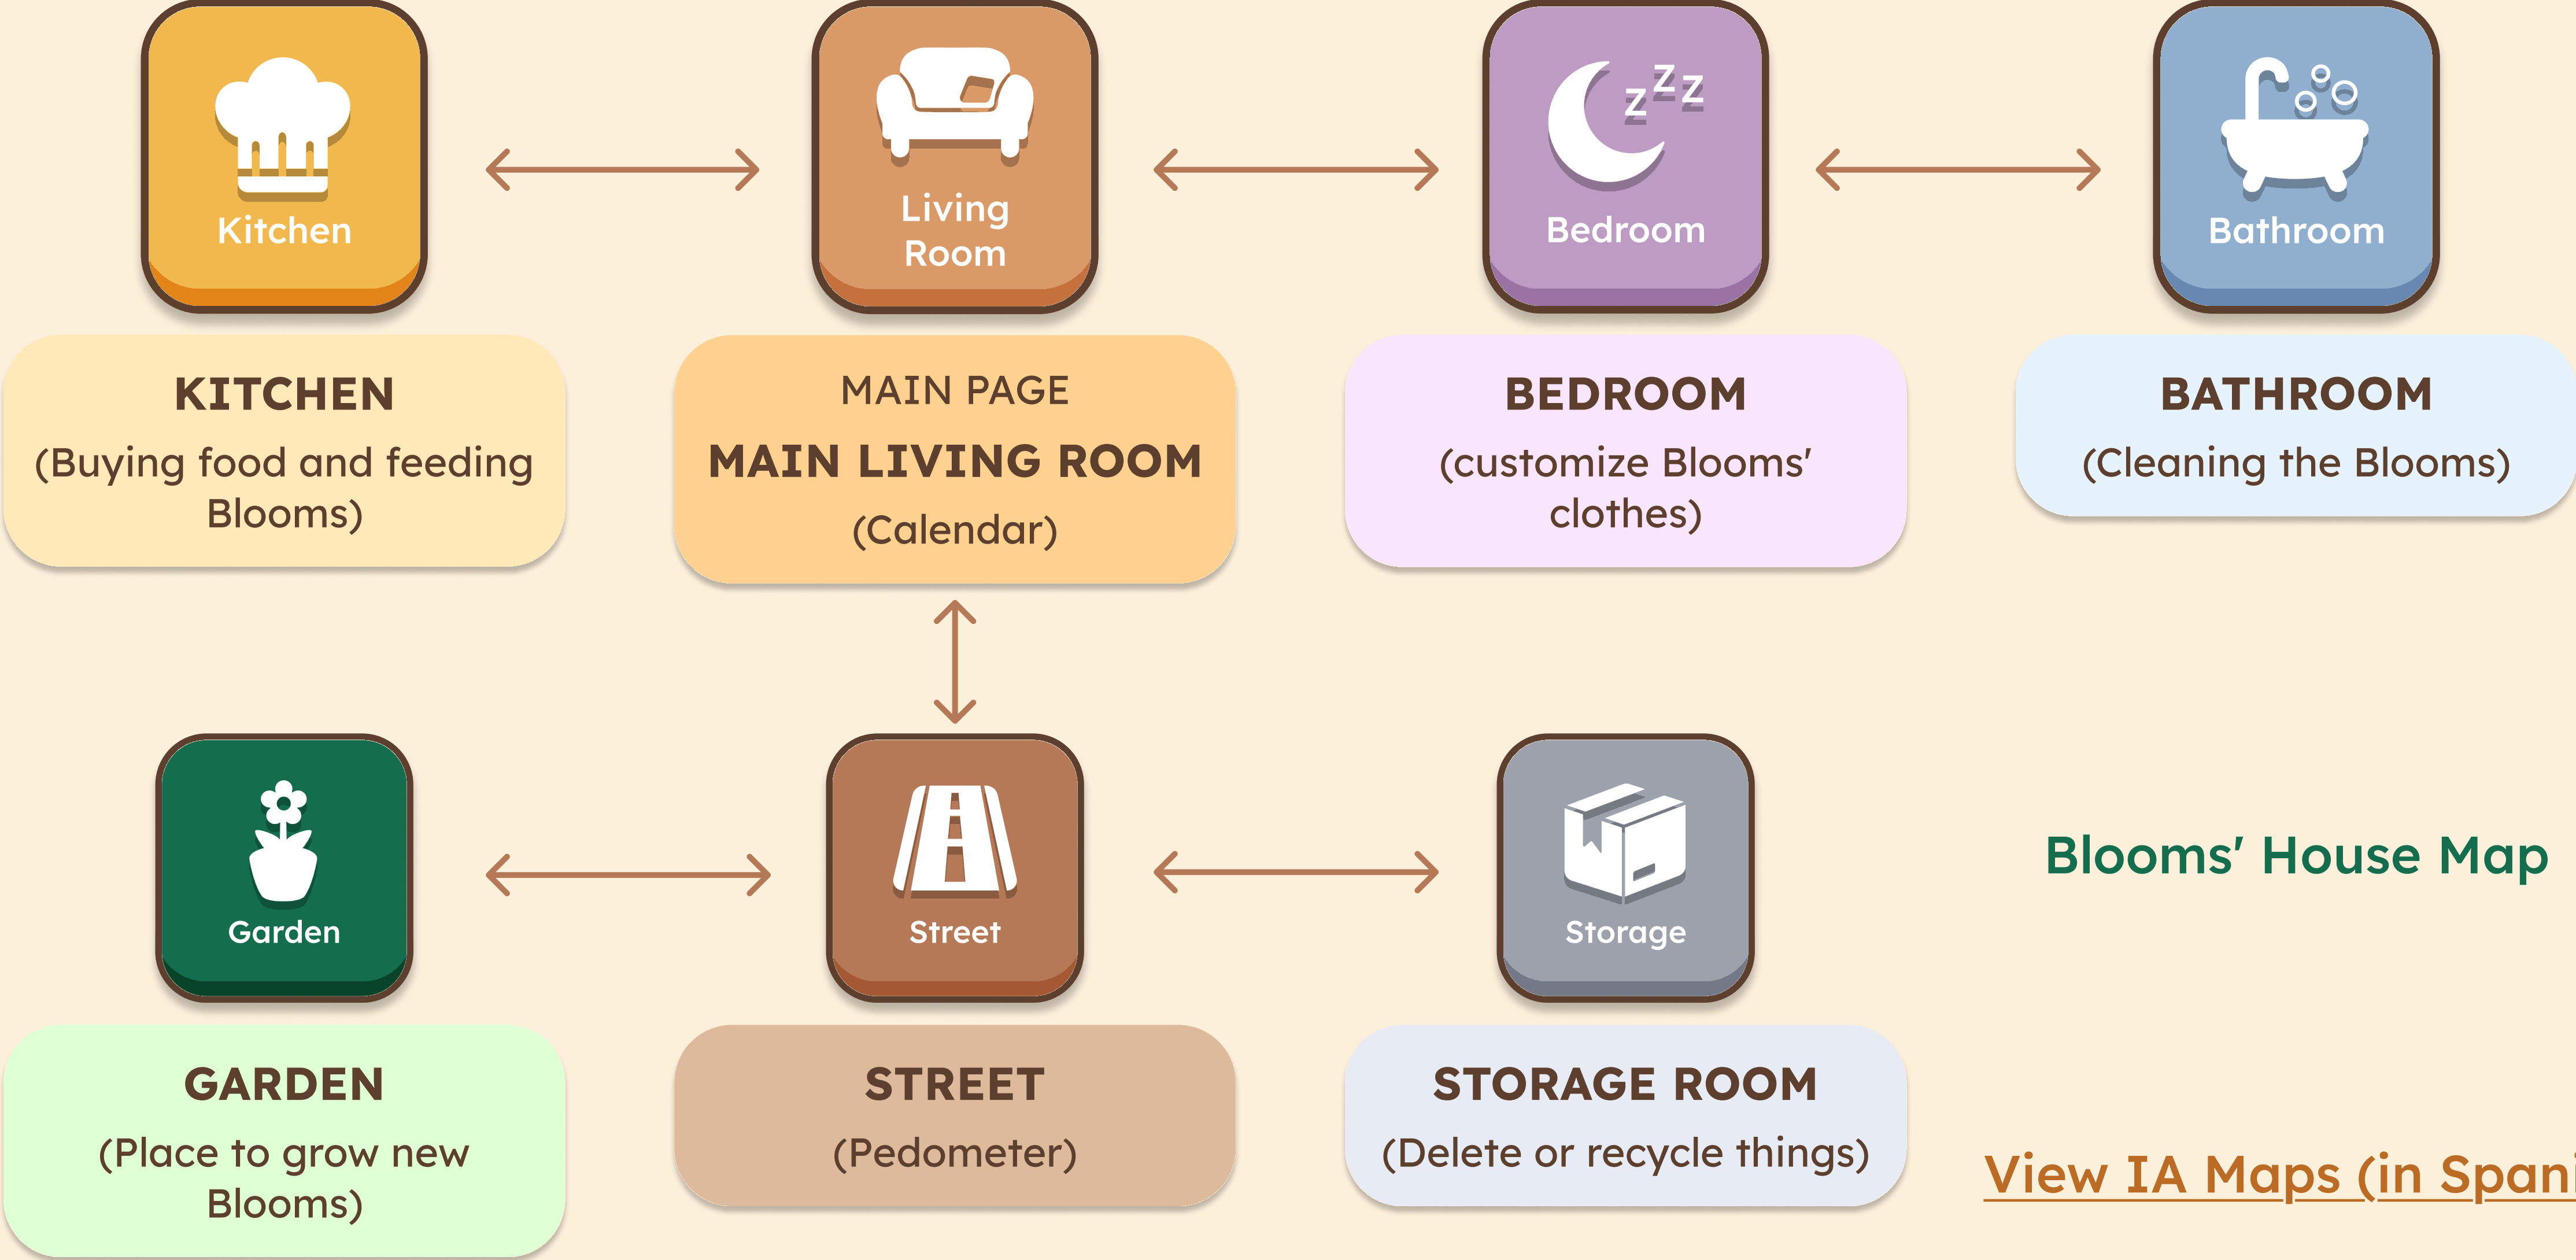 z z z
Kitchen
Living
Room
Bedroom
Bathroom
KITCHEN
(Buying food and feeding
Blooms)
MAIN PAGE
MAIN LIVING ROOM
(Calendar)
BEDROOM
(customize Blooms'
clothes)
BATHROOM
(Cleaning the Blooms)
Garden
Street
Storage
Blooms' House Map
GARDEN
(Place to grow new
Blooms)
STREET
(Pedometer)
STORAGE ROOM
(Delete or recycle things)
View IA Maps (in Spani